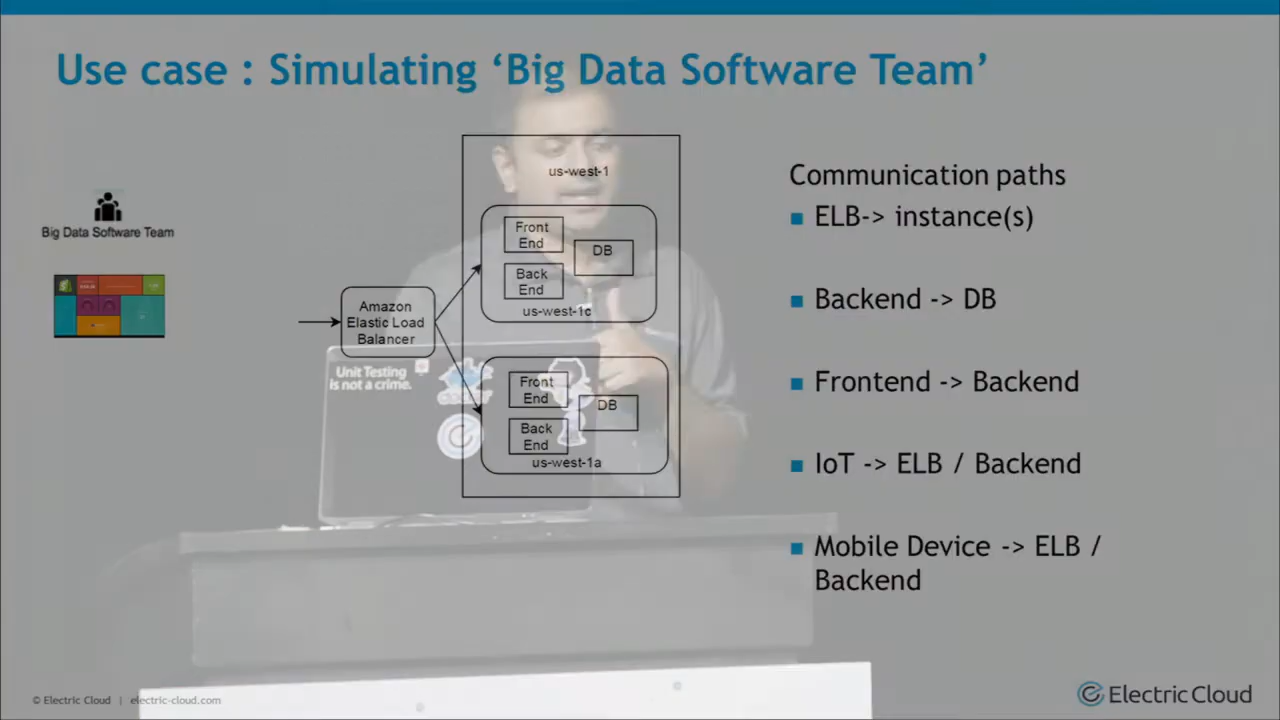 Use case : Simulating ‘Big Data Software Team’
Big Data Software Team
Amazon
Elastic Load
Balancer
us-west-1
Front
End
DB
Back
End
us-west-1c
Front
End
DB
Back
End
us-west-1a
Communication paths
ELB-> instance(s)
Backend -> DB
Frontend -> Backend
IoT -> ELB / Backend
Mobile Device -> ELB /
Backend
Unit Testing
is not a crime.
© Electric Cloud | electric-cloud.com
Electric Cloud